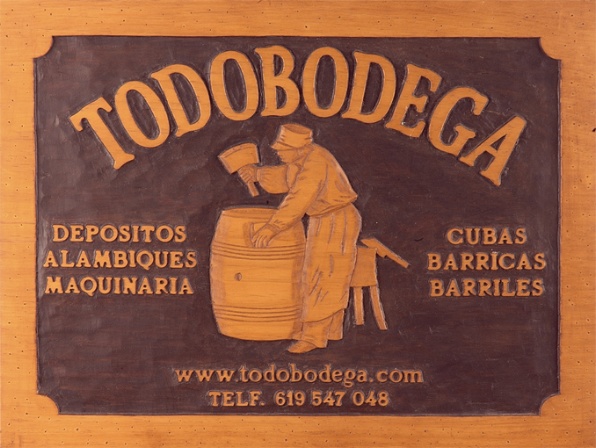 TODOBODEGA
DEPOSITOS
ALAMBIQUES
MAQUINARIA
CUBAS
BARRICAS
BARRILES
www.todobodega.com
TELF. 619 547 048